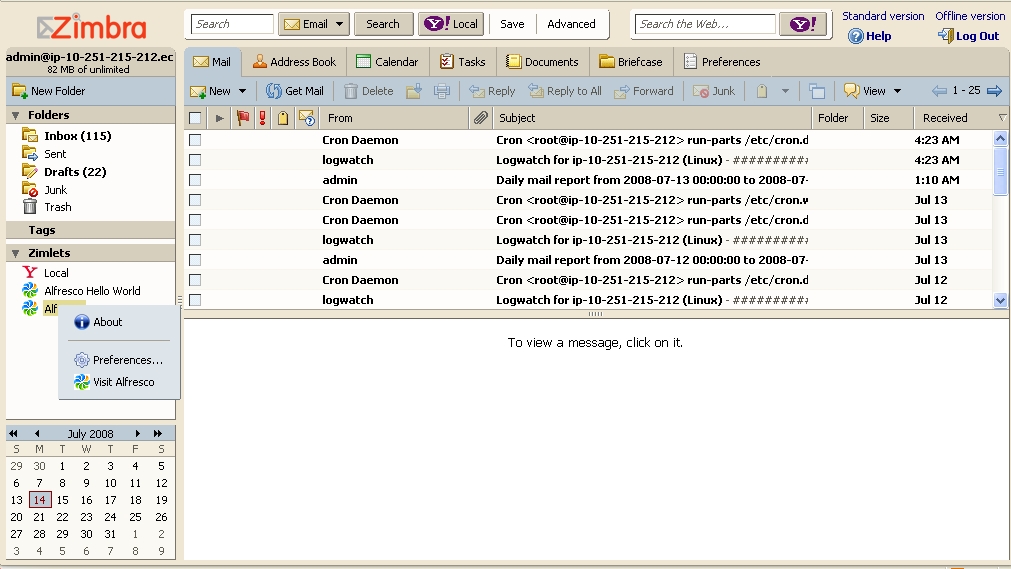 Zimbra
Search Email Search Y! Local Save Advanced Search the Web... Y! Standard version Offline version
Help Log Out
admin@ip-10-251-215-212.ec
82 MB of unlimited
Mail Address Book Calendar Tasks Documents Briefcase Preferences
New Folder
New Get Mail Delete Reply Reply to All Forward Junk View 1 - 25
Folders
Inbox (115)
Sent
Drafts (22)
Junk
Trash
Tags
Zimlets
Local
Alfresco Hello World
Alf
About
Preferences...
Visit Alfresco
From Subject Folder Size Received
Cron Daemon Cron <root@ip-10-251-215-212> run-parts /etc/cron.d 4:23 AM
logwatch Logwatch for ip-10-251-215-212 (Linux) - ########## 4:23 AM
admin Daily mail report from 2008-07-13 00:00:00 to 2008-07- 1:10 AM
Cron Daemon Cron <root@ip-10-251-215-212> run-parts /etc/cron.w Jul 13
Cron Daemon Cron <root@ip-10-251-215-212> run-parts /etc/cron.d Jul 13
logwatch Logwatch for ip-10-251-215-212 (Linux) - ########## Jul 13
admin Daily mail report from 2008-07-12 00:00:00 to 2008-07- Jul 13
Cron Daemon Cron <root@ip-10-251-215-212> run-parts /etc/cron.d Jul 12
logwatch Logwatch for ip-10-251-215-212 (Linux) - ########## Jul 12
To view a message, click on it.
July 2008
S M T W T F S
29 30 1 2 3 4 5
6 7 8 9 10 11 12
13 14 15 16 17 18 19
20 21 22 23 24 25 26
27 28 29 30 31 1 2
3 4 5 6 7 8 9